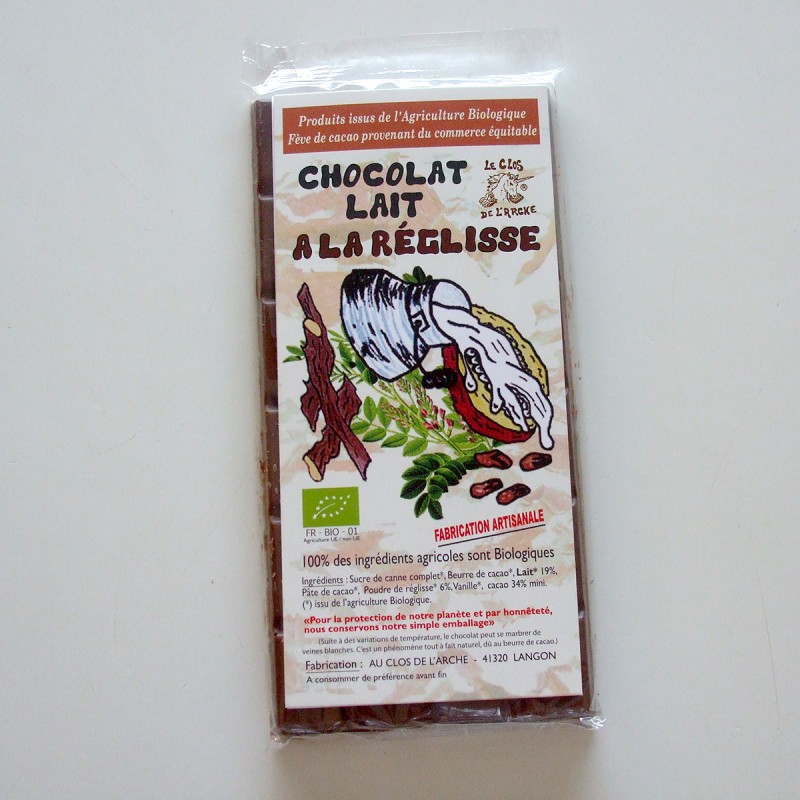 Produits issus de l'Agriculture Biologique
Fève de cacao provenant du commerce équitable
CHOCOLAT
LAIT
A LA RÉGLISSE
LE CLOS
®
DE L'ARCHE
FR - BIO - 01
Agriculture UE / non UE
FABRICATION ARTISANALE
100% des ingrédients agricoles sont Biologiques
Ingrédients : Sucre de canne complet*, Beurre de cacao*, Lait* 19%,
Pâte de cacao*, Poudre de réglisse* 6%, Vanille*, cacao 34% mini.
(*) issu de l'agriculture Biologique.
«Pour la protection de notre planète et par honnêteté,
nous conservons notre simple emballage»
(Suite à des variations de température, le chocolat peut se marbrer de
veines blanches. C'est un phénomène tout à fait naturel, dû au beurre de cacao.)
Fabrication : AU CLOS DE L'ARCHE - 41320 LANGON
A consommer de préférence avant fin